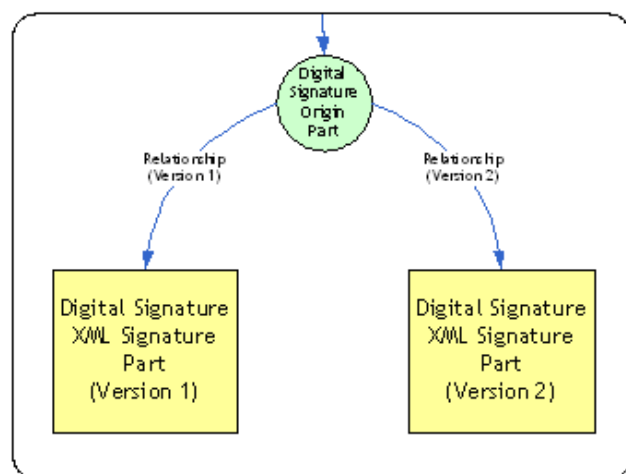 Digital
Signature
Origin
Part
Relationship
(Version 1)
Relationship
(Version 2)
Digital Signature
XML Signature
Part
(Version 1)
Digital Signature
XML Signature
Part
(Version 2)